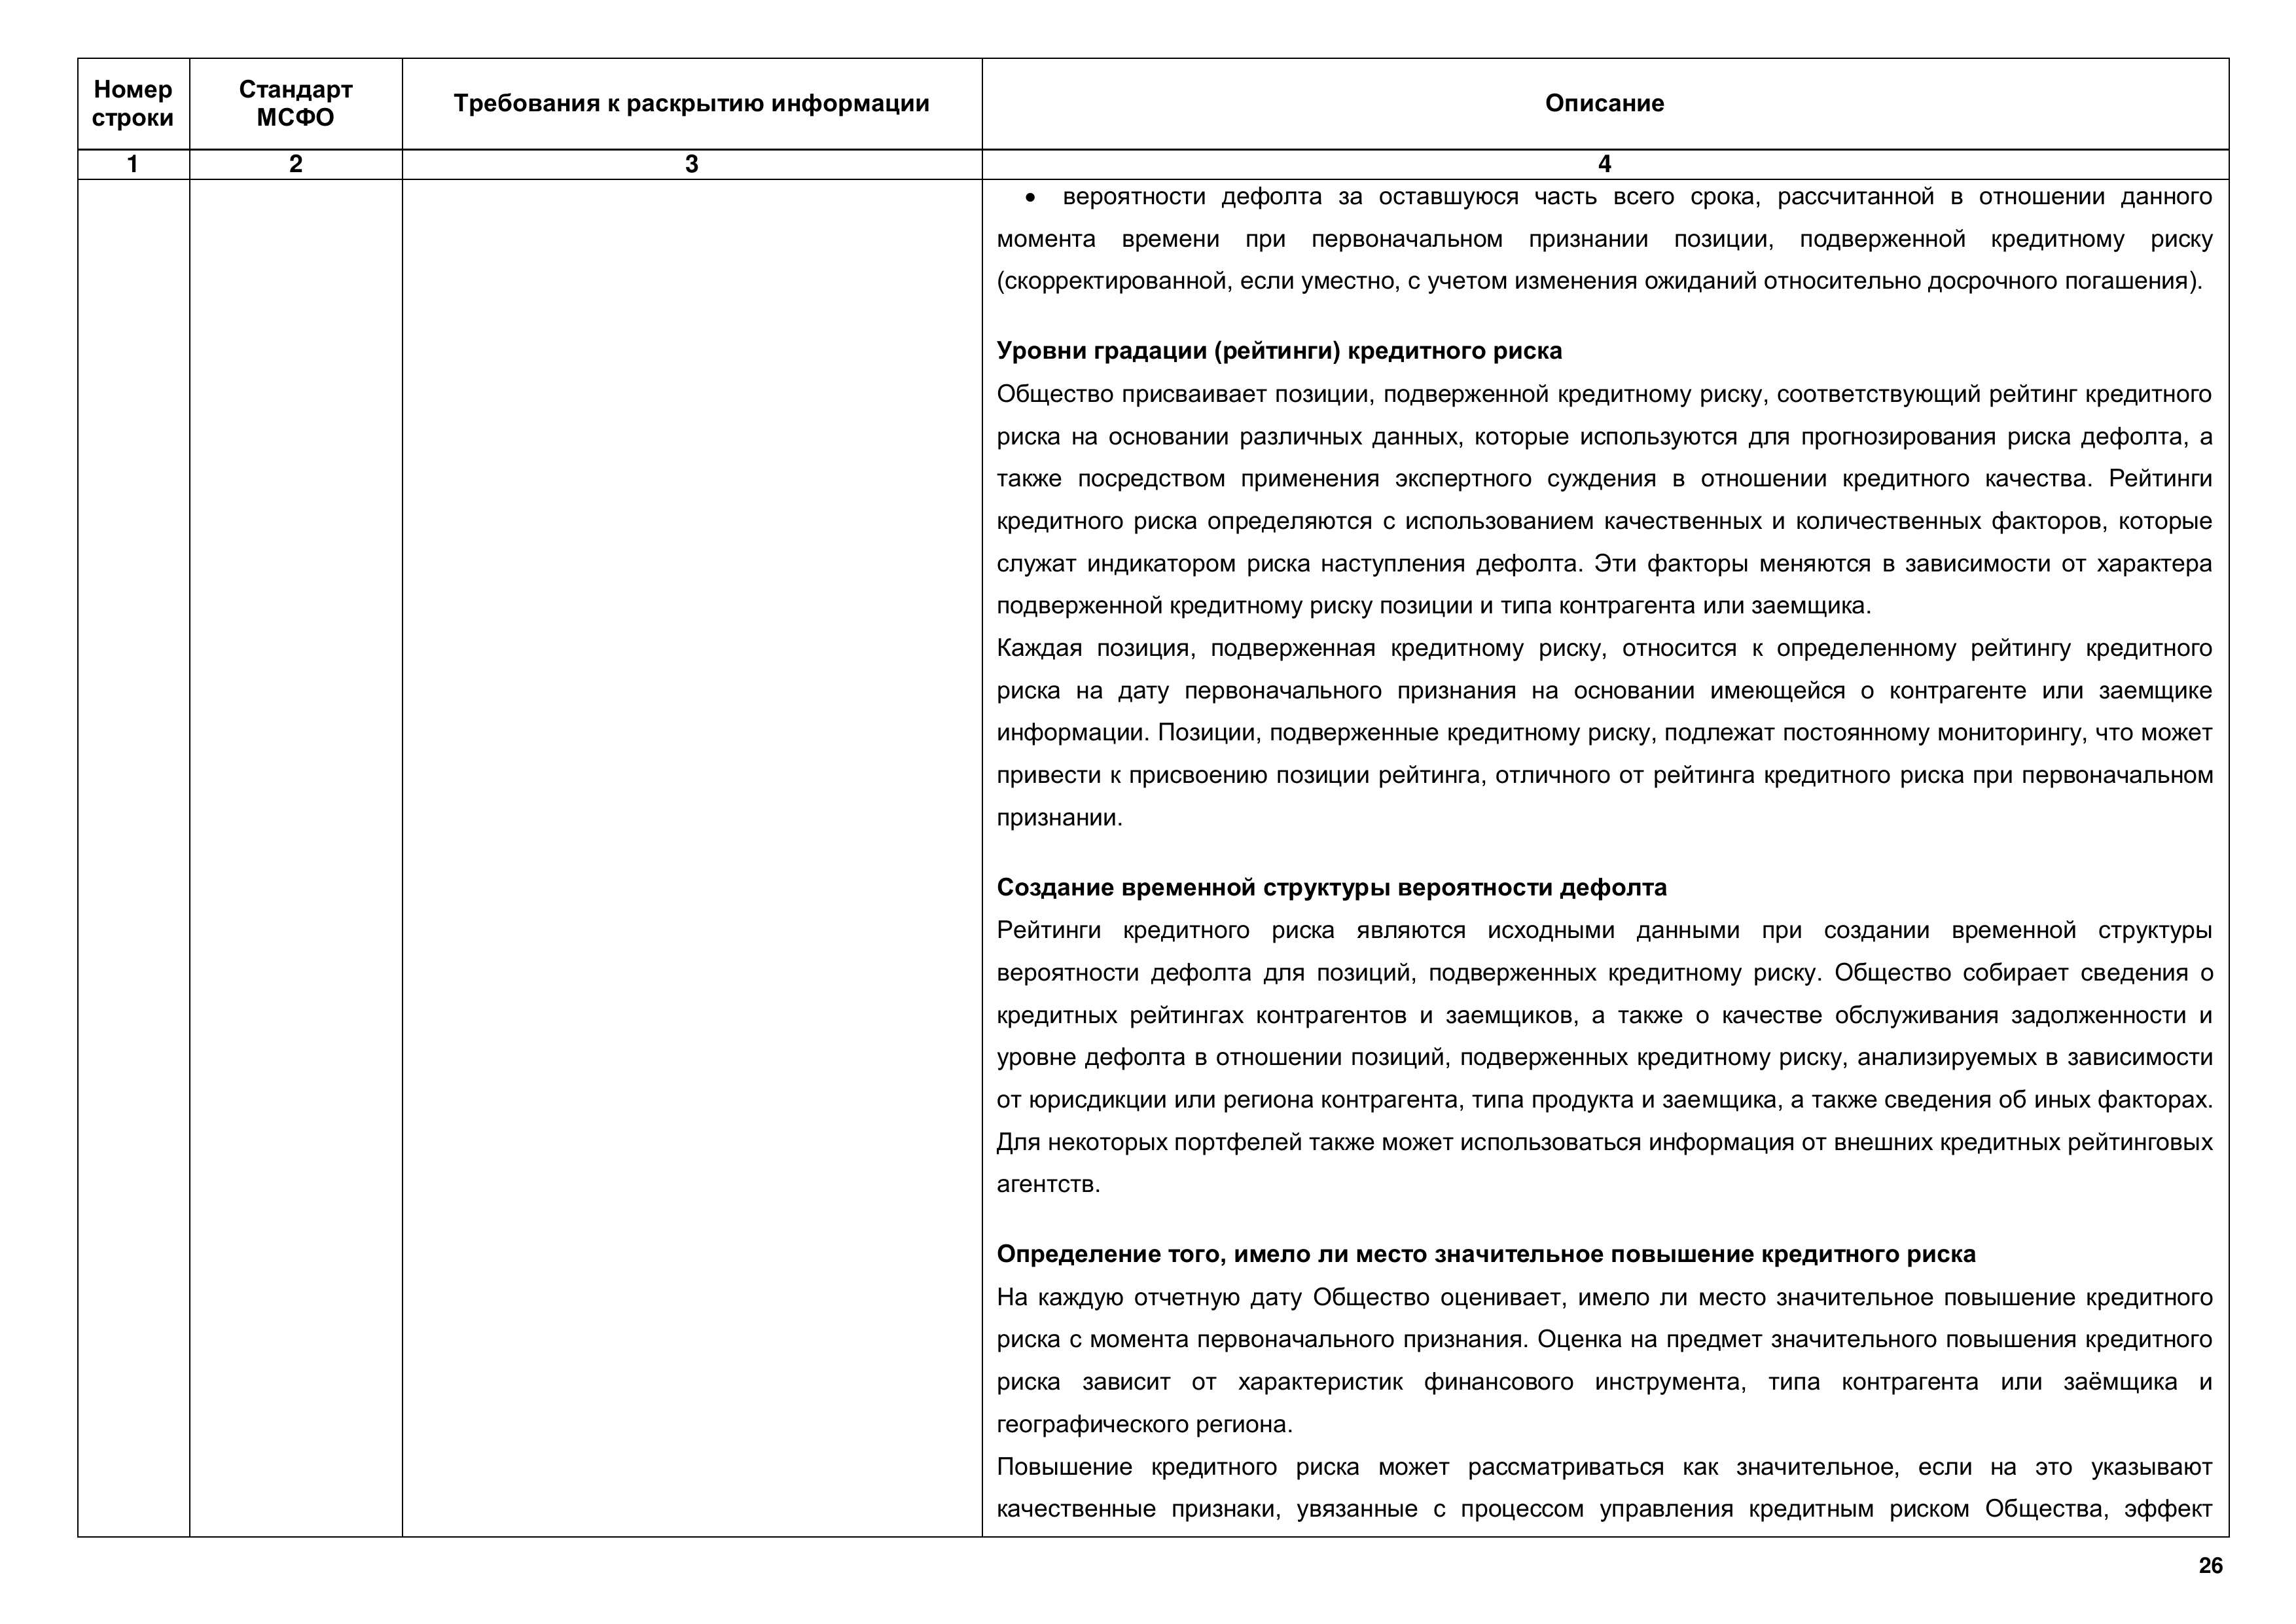 Номер строки
Стандарт МСФО
Требования к раскрытию информации
Описание
1
2
3
4
• вероятности дефолта за оставшуюся часть всего срока, рассчитанной в отношении данного
момента времени при первоначальном признании позиции, подверженной кредитному риску
(скорректированной, если уместно, с учетом изменения ожиданий относительно досрочного погашения).
Уровни градации (рейтинги) кредитного риска
Общество присваивает позиции, подверженной кредитному риску, соответствующий рейтинг кредитного
риска на основании различных данных, которые используются для прогнозирования риска дефолта, а
также посредством применения экспертного суждения в отношении кредитного качества. Рейтинги
кредитного риска определяются с использованием качественных и количественных факторов, которые
служат индикатором риска наступления дефолта. Эти факторы меняются в зависимости от характера
подверженной кредитному риску позиции и типа контрагента или заемщика.
Каждая позиция, подверженная кредитному риску, относится к определенному рейтингу кредитного
риска на дату первоначального признания на основании имеющейся о контрагенте или заемщике
информации. Позиции, подверженные кредитному риску, подлежат постоянному мониторингу, что может
привести к присвоению позиции рейтинга, отличного от рейтинга кредитного риска при первоначальном
признании.
Создание временной структуры вероятности дефолта
Рейтинги кредитного риска являются исходными данными при создании временной структуры
вероятности дефолта для позиций, подверженных кредитному риску. Общество собирает сведения о
кредитных рейтингах контрагентов и заемщиков, а также о качестве обслуживания задолженности и
уровне дефолта в отношении позиций, подверженных кредитному риску, анализируемых в зависимости
от юрисдикции или региона контрагента, типа продукта и заемщика, а также сведения об иных факторах.
Для некоторых портфелей также может использоваться информация от внешних кредитных рейтинговых
агентств.
Определение того, имело ли место значительное повышение кредитного риска
На каждую отчетную дату Общество оценивает, имело ли место значительное повышение кредитного
риска с момента первоначального признания. Оценка на предмет значительного повышения кредитного
риска зависит от характеристик финансового инструмента, типа контрагента или заёмщика и
географического региона.
Повышение кредитного риска может рассматриваться как значительное, если на это указывают
качественные признаки, увязанные с процессом управления кредитным риском Общества, эффект
26